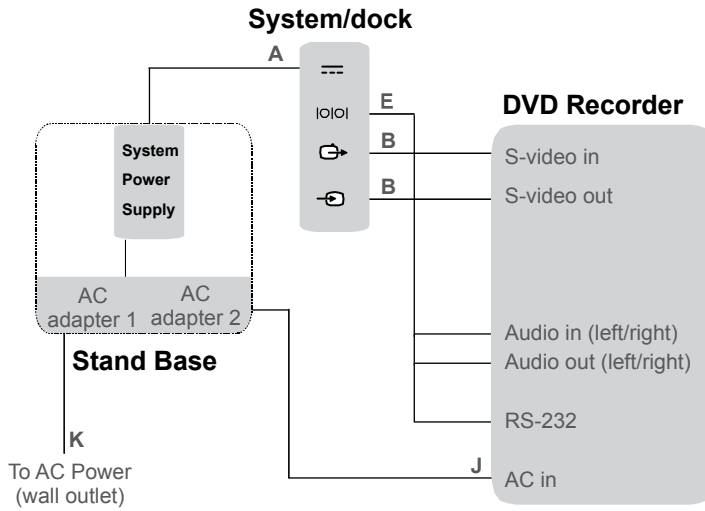 System/dock
A
|O|O|
E
B
B
DVD Recorder
S-video in
S-video out
Audio in (left/right)
Audio out (left/right)
RS-232
AC in
System
Power
Supply
AC
adapter 1
AC
adapter 2
Stand Base
K
To AC Power
(wall outlet)
J